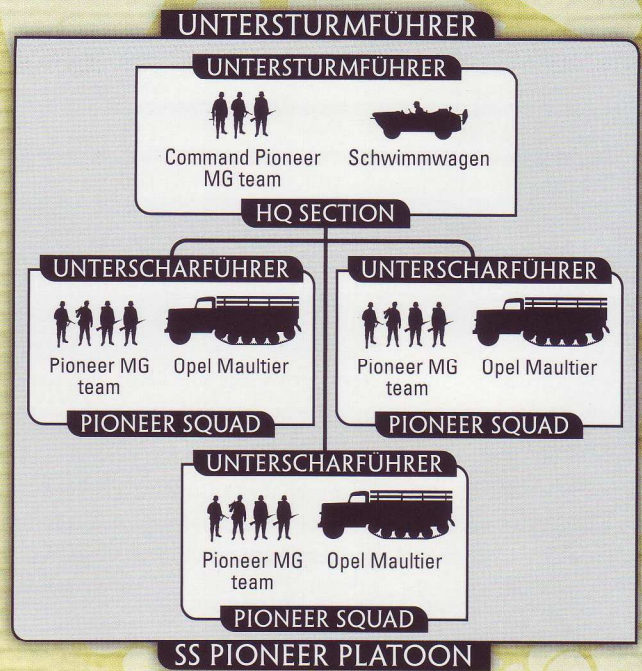 UNTERSTURMFÜHRER
UNTERSTURMFÜHRER
Command Pioneer
MG team
Schwimmwagen
HQ SECTION
UNTERSCHARFÜHRER
Pioneer MG
team
Opel Maultier
PIONEER SQUAD
UNTERSCHARFÜHRER
Pioneer MG
team
Opel Maultier
PIONEER SQUAD
UNTERSCHARFÜHRER
Pioneer MG
team
Opel Maultier
PIONEER SQUAD
SS PIONEER PLATOON